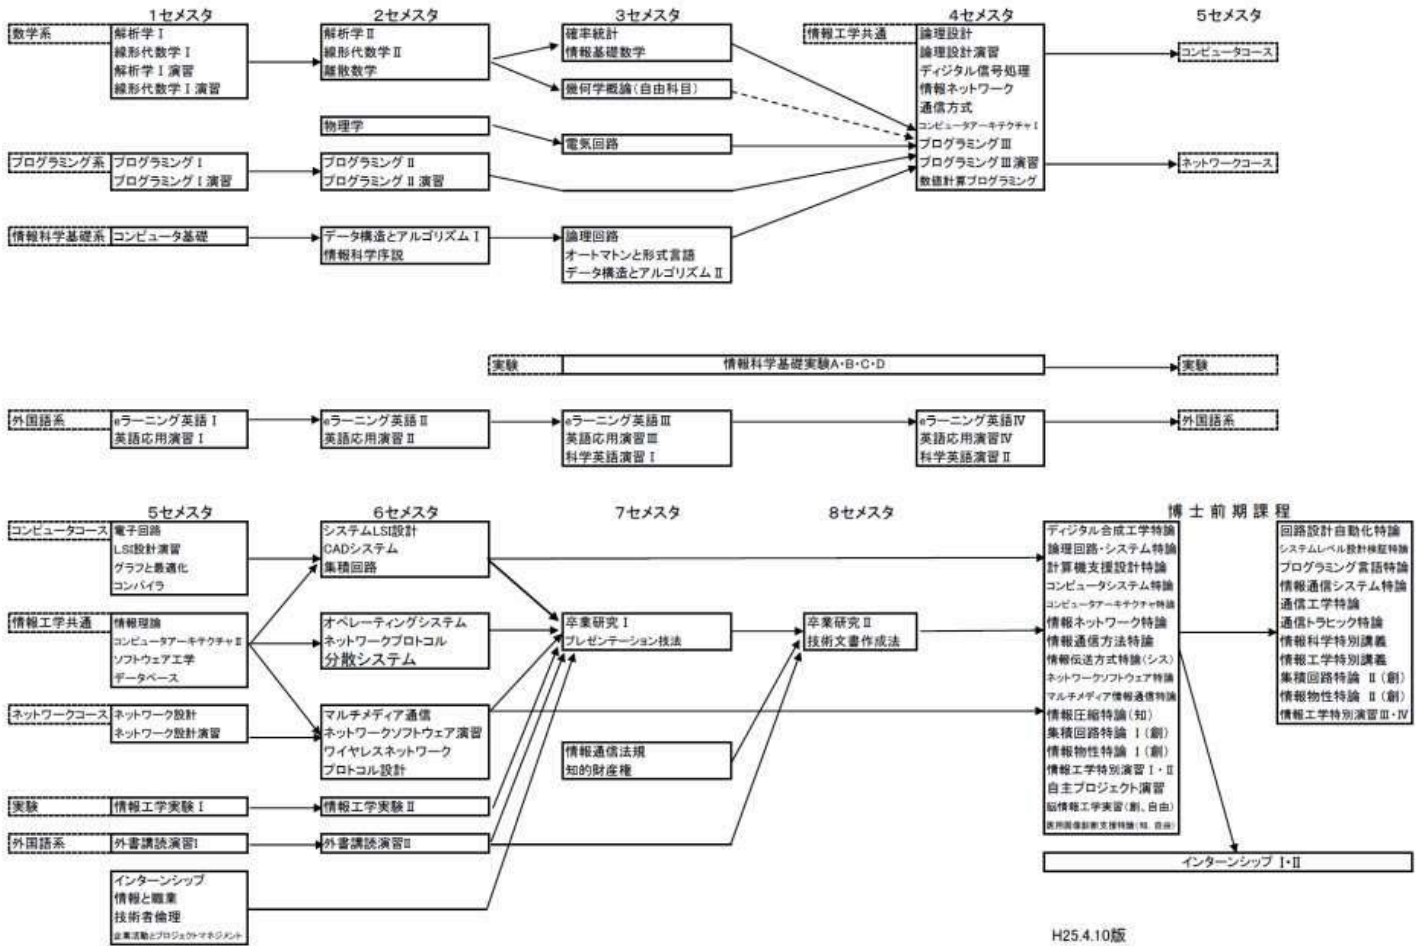 1セメスタ 2セメスタ 3セメスタ 4セメスタ 5セメスタ
数学系
解析学Ⅰ
線形代数学Ⅰ
解析学Ⅰ演習
線形代数学Ⅰ演習
解析学Ⅱ
線形代数学Ⅱ
離散数学
確率統計
情報基礎数学
幾何学概論(自由科目)
物理学
電気回路
プログラミング系
プログラミングⅠ
プログラミングⅠ演習
プログラミングⅡ
プログラミングⅡ演習
情報科学基礎系
コンピュータ基礎
データ構造とアルゴリズムⅠ
情報科学序説
論理回路
オートマトンと形式言語
データ構造とアルゴリズムⅡ
情報工学共通
論理設計
論理設計演習
ディジタル信号処理
情報ネットワーク
通信方式
コンピュータアーキテクチャⅠ
プログラミングⅢ
プログラミングⅢ演習
数値計算プログラミング
コンピュータコース
ネットワークコース
実験
情報科学基礎実験A・B・C・D
実験
外国語系
eラーニング英語Ⅰ
英語応用演習Ⅰ
eラーニング英語Ⅱ
英語応用演習Ⅱ
eラーニング英語Ⅲ
英語応用演習Ⅲ
科学英語演習Ⅰ
eラーニング英語Ⅳ
英語応用演習Ⅳ
科学英語演習Ⅱ
外国語系
5セメスタ 6セメスタ 7セメスタ 8セメスタ 博士前期課程
コンピュータコース
電子回路
LSI設計演習
グラフと最適化
コンパイラ
システムLSI設計
CADシステム
集積回路
情報工学共通
情報理論
コンピュータアーキテクチャⅡ
ソフトウェア工学
データベース
オペレーティングシステム
ネットワークプロトコル
分散システム
卒業研究Ⅰ
プレゼンテーション技法
卒業研究Ⅱ
技術文書作成法
ネットワークコース
ネットワーク設計
ネットワーク設計演習
マルチメディア通信
ネットワークソフトウェア演習
ワイヤレスネットワーク
プロトコル設計
情報通信法規
知的財産権
実験
情報工学実験Ⅰ
情報工学実験Ⅱ
外国語系
外書講読演習Ⅰ
外書講読演習Ⅱ
インターンシップ
情報と職業
技術者倫理
企業活動とプロジェクトマネジメント
ディジタル合成工学特論
論理回路・システム特論
計算機支援設計特論
コンピュータシステム特論
コンピュータアーキテクチャ特論
情報ネットワーク特論
情報通信方法特論
情報伝送方式特論(シス)
ネットワークソフトウェア特論
マルチメディア情報通信特論
情報圧縮特論(知)
集積回路特論 Ⅰ(創)
情報物性特論 Ⅰ(創)
情報工学特別演習Ⅰ・Ⅱ
自主プロジェクト演習
脳情報工学実習(創、自由)
医用画像診断支援特論(知、自由)
回路設計自動化特論
システムレベル設計検証特論
プログラミング言語特論
情報通信システム特論
通信工学特論
通信トラヒック特論
情報科学特別講義
情報工学特別講義
集積回路特論 Ⅱ(創)
情報物性特論 Ⅱ(創)
情報工学特別演習Ⅲ・Ⅳ
インターンシップ Ⅰ・Ⅱ
H25.4.10版